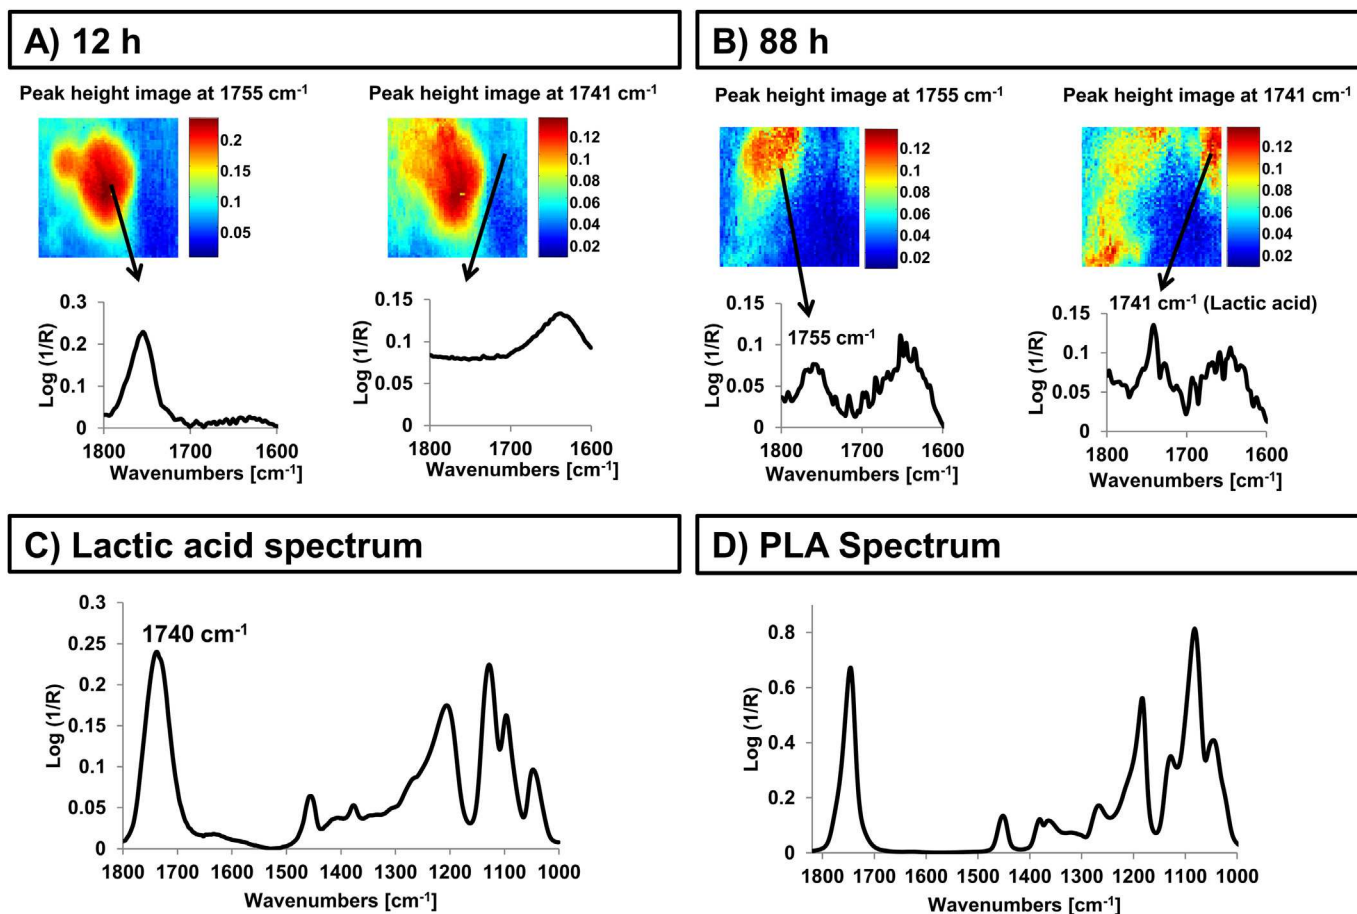 A) 12 h
B) 88 h
Peak height image at 1755 cm⁻¹
Peak height image at 1741 cm⁻¹
Peak height image at 1755 cm⁻¹
Peak height image at 1741 cm⁻¹
0.2
0.15
0.1
0.05
0.12
0.1
0.08
0.06
0.04
0.02
0.12
0.1
0.08
0.06
0.04
0.02
0.12
0.1
0.08
0.06
0.04
0.02
Log (1/R)
0.3
0.2
0.1
0
1800 1700 1600
Wavenumbers [cm⁻¹]
Log (1/R)
0.15
0.1
0.05
0
1800 1700 1600
Wavenumbers [cm⁻¹]
Log (1/R)
0.15
0.1
0.05
0
1755 cm⁻¹
1800 1700 1600
Wavenumbers [cm⁻¹]
Log (1/R)
0.15
0.1
0.05
0
1741 cm⁻¹ (Lactic acid)
1800 1700 1600
Wavenumbers [cm⁻¹]
C) Lactic acid spectrum
D) PLA Spectrum
Log (1/R)
0.3
0.25
0.2
0.15
0.1
0.05
0
1740 cm⁻¹
1800 1700 1600 1500 1400 1300 1200 1100 1000
Wavenumbers [cm⁻¹]
Log (1/R)
0.8
0.6
0.4
0.2
0
1800 1700 1600 1500 1400 1300 1200 1100 1000
Wavenumbers [cm⁻¹]